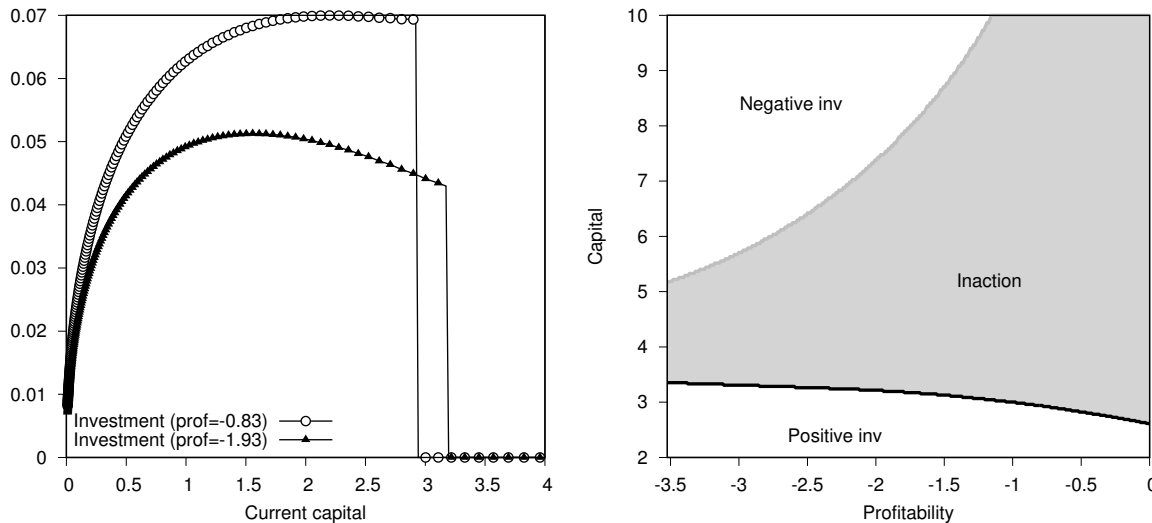 0.07
0.06
0.05
0.04
0.03
0.02
0.01
0
Investment (prof=-0.83)
Investment (prof=-1.93)
0 0.5 1 1.5 2 2.5 3 3.5 4
Current capital
10
9
8
7
6
5
4
3
2
Capital
Negative inv
Inaction
Positive inv
-3.5 -3 -2.5 -2 -1.5 -1 -0.5 0
Profitability